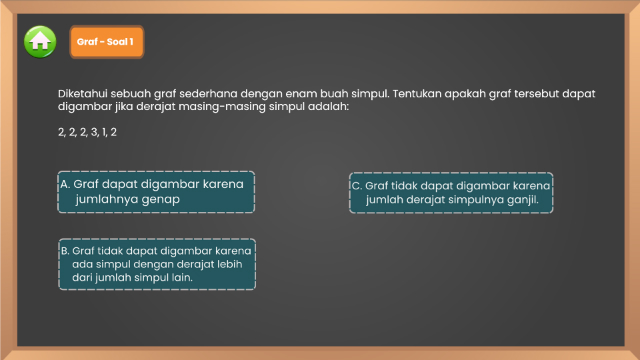 Graf - Soal 1
Diketahui sebuah graf sederhana dengan enam buah simpul. Tentukan apakah graf tersebut dapat
digambar jika derajat masing-masing simpul adalah:
2, 2, 2, 3, 1, 2
A. Graf dapat digambar karena
jumlahnya genap
B. Graf tidak dapat digambar karena
ada simpul dengan derajat lebih
dari jumlah simpul lain.
C. Graf tidak dapat digambar karena
jumlah derajat simpulnya ganjil.